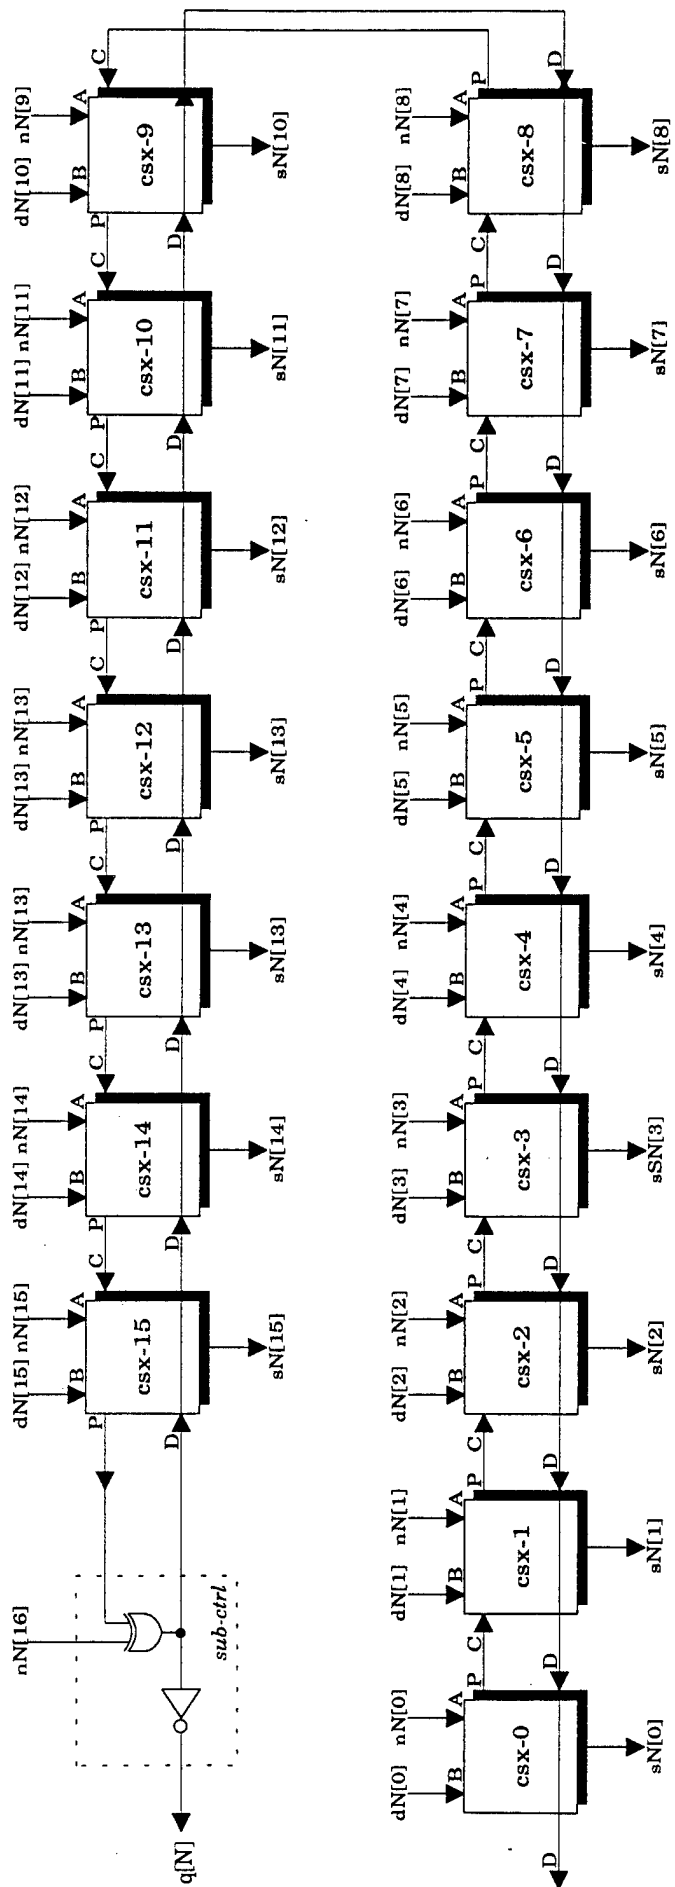 nN[16] dN[15] nN[15] dN[14] nN[14] dN[13] nN[13] dN[13] nN[13] dN[12] nN[12] dN[11] nN[11] dN[10] nN[9]
B A B A B A B A B A B A B A
P C P C P C P C P C P C P C
csx-15 csx-14 csx-13 csx-12 csx-11 csx-10 csx-9
D D D D D D D
q[N]
sub-ctrl
sN[15] sN[14] sN[13] sN[13] sN[12] sN[11] sN[10]
dN[0] nN[0] dN[1] nN[1] dN[2] nN[2] dN[3] nN[3] dN[4] nN[4] dN[5] nN[5] dN[6] nN[6] dN[7] nN[7] dN[8] nN[8]
B A B A B A B A B A B A B A B A B A
P C P C P C P C P C P C P C P C P
csx-0 csx-1 csx-2 csx-3 csx-4 csx-5 csx-6 csx-7 csx-8
D D D D D D D D D D
sN[0] sN[1] sN[2] sSN[3] sN[4] sN[5] sN[6] sN[7] sN[8]